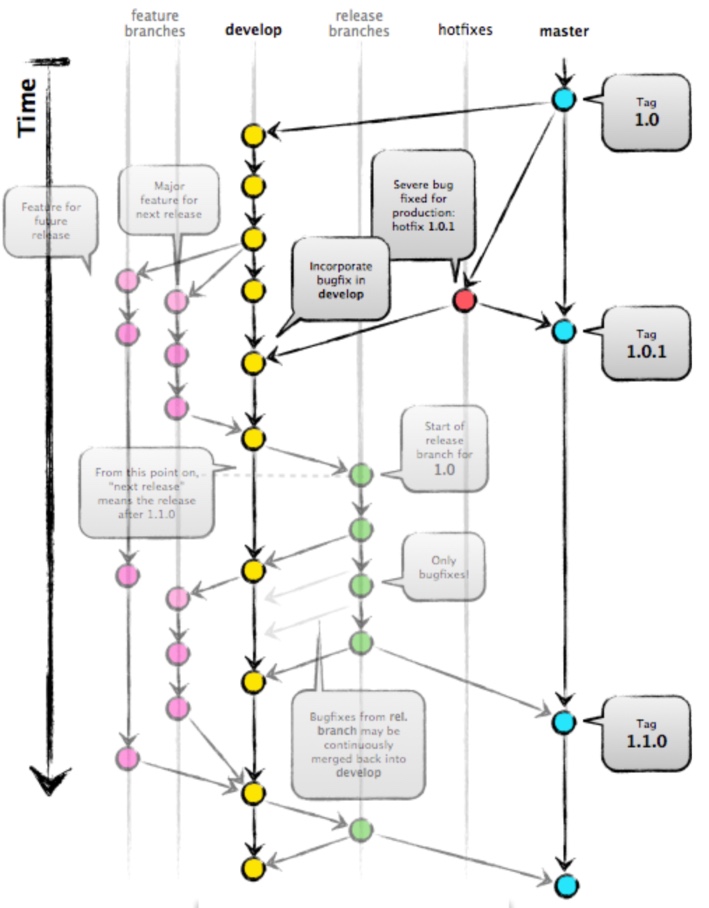 feature
branches
develop
release
branches
hotfixes
master
Time
Tag
1.0
Major
feature for
next release
Feature for
future
release
Severe bug
fixed for
production:
hotfix 1.0.1
Incorporate
bugfix in
develop
Tag
1.0.1
Start of
release
branch for
1.0
From this point on,
"next release"
means the release
after 1.1.0
Only
bugfixes!
Bugfixes from rel.
branch may be
continuously
merged back into
develop
Tag
1.1.0